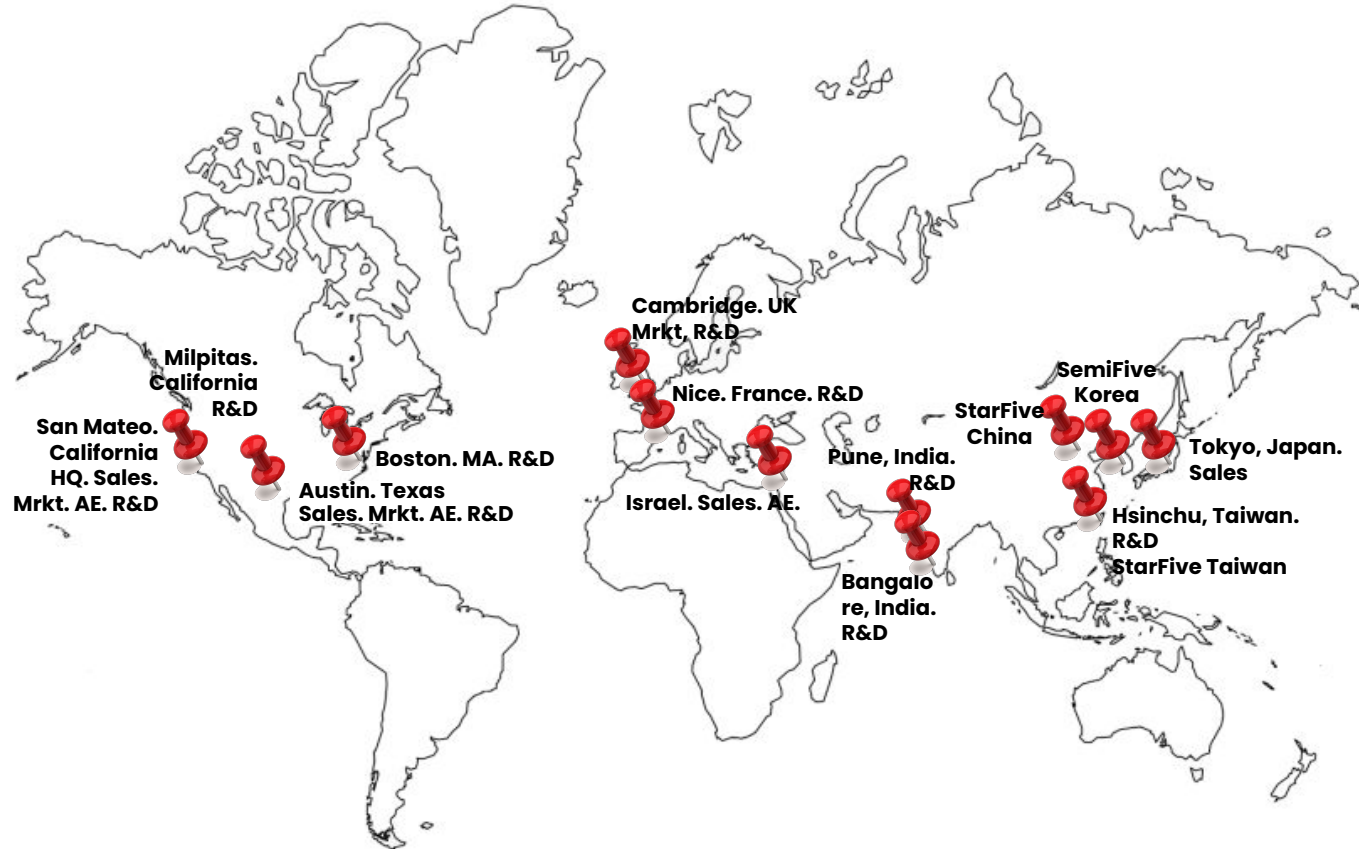 Cambridge. UK
Mrkt, R&D
Milpitas.
California
R&D
Nice. France. R&D
SemiFive
Korea
StarFive
China
San Mateo.
California
HQ. Sales.
Mrkt. AE. R&D
Boston. MA. R&D
Tokyo, Japan.
Sales
Pune, India.
R&D
Austin. Texas
Sales. Mrkt. AE. R&D
Israel. Sales. AE.
Hsinchu, Taiwan.
R&D
StarFive Taiwan
Bangalo
re, India.
R&D